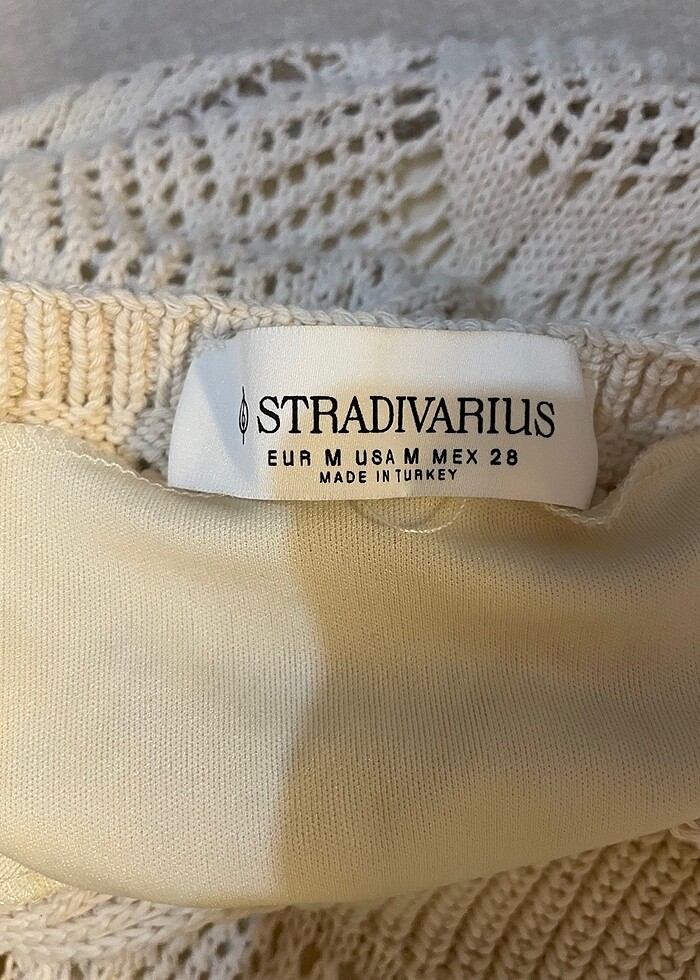 STRADIVARIUS
EUR M USA M MEX 28
MADE IN TURKEY